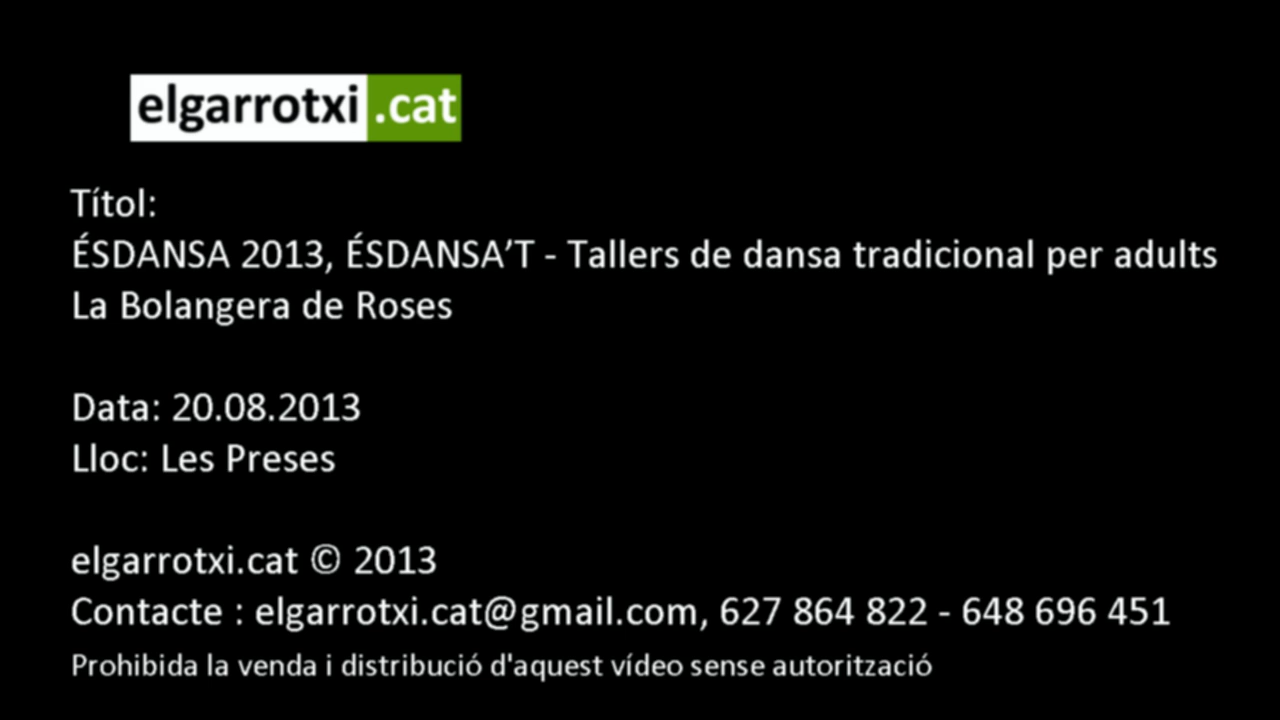 elgarrotxi .cat
Títol:
ÉSDANSA 2013, ÉSDANSA’T - Tallers de dansa tradicional per adults
La Bolangera de Roses
Data: 20.08.2013
Lloc: Les Preses
elgarrotxi.cat © 2013
Contacte : elgarrotxi.cat@gmail.com, 627 864 822 - 648 696 451
Prohibida la venda i distribució d'aquest vídeo sense autorització